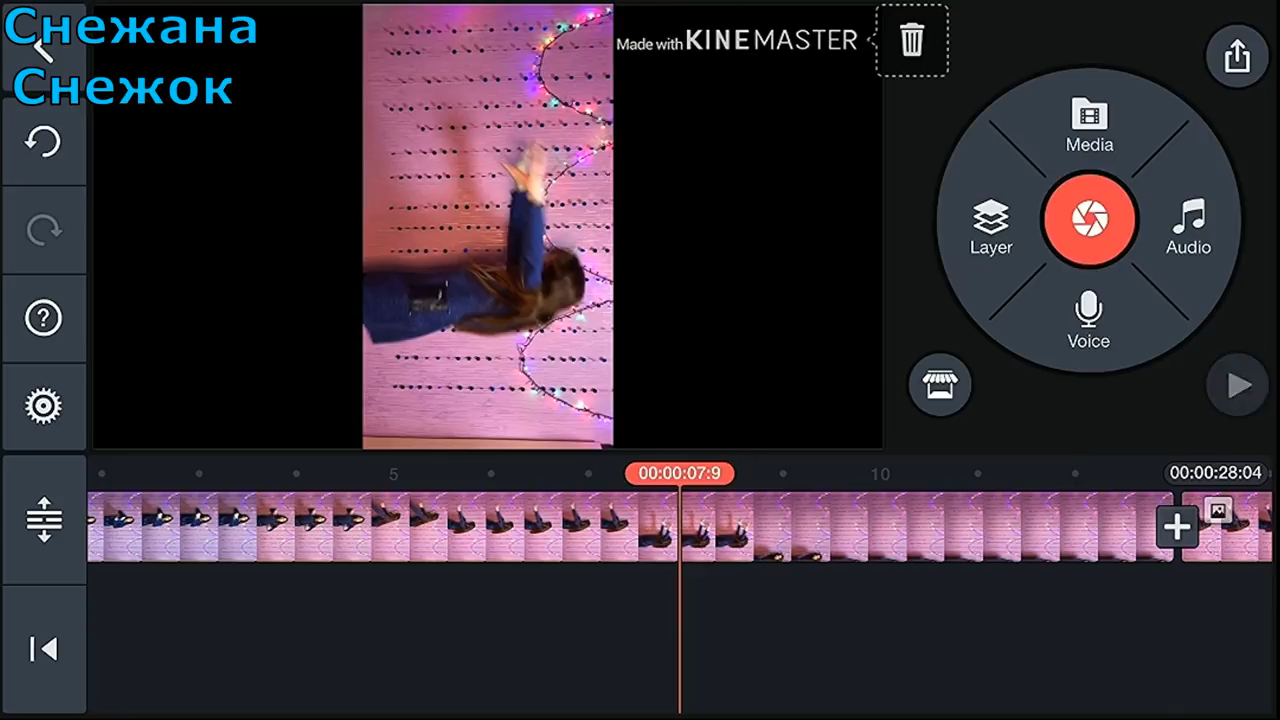 Снежана
Снежок
Made with KINEMASTER
Media
Layer
Audio
Voice
5
00:00:07:9
10
00:00:28:04